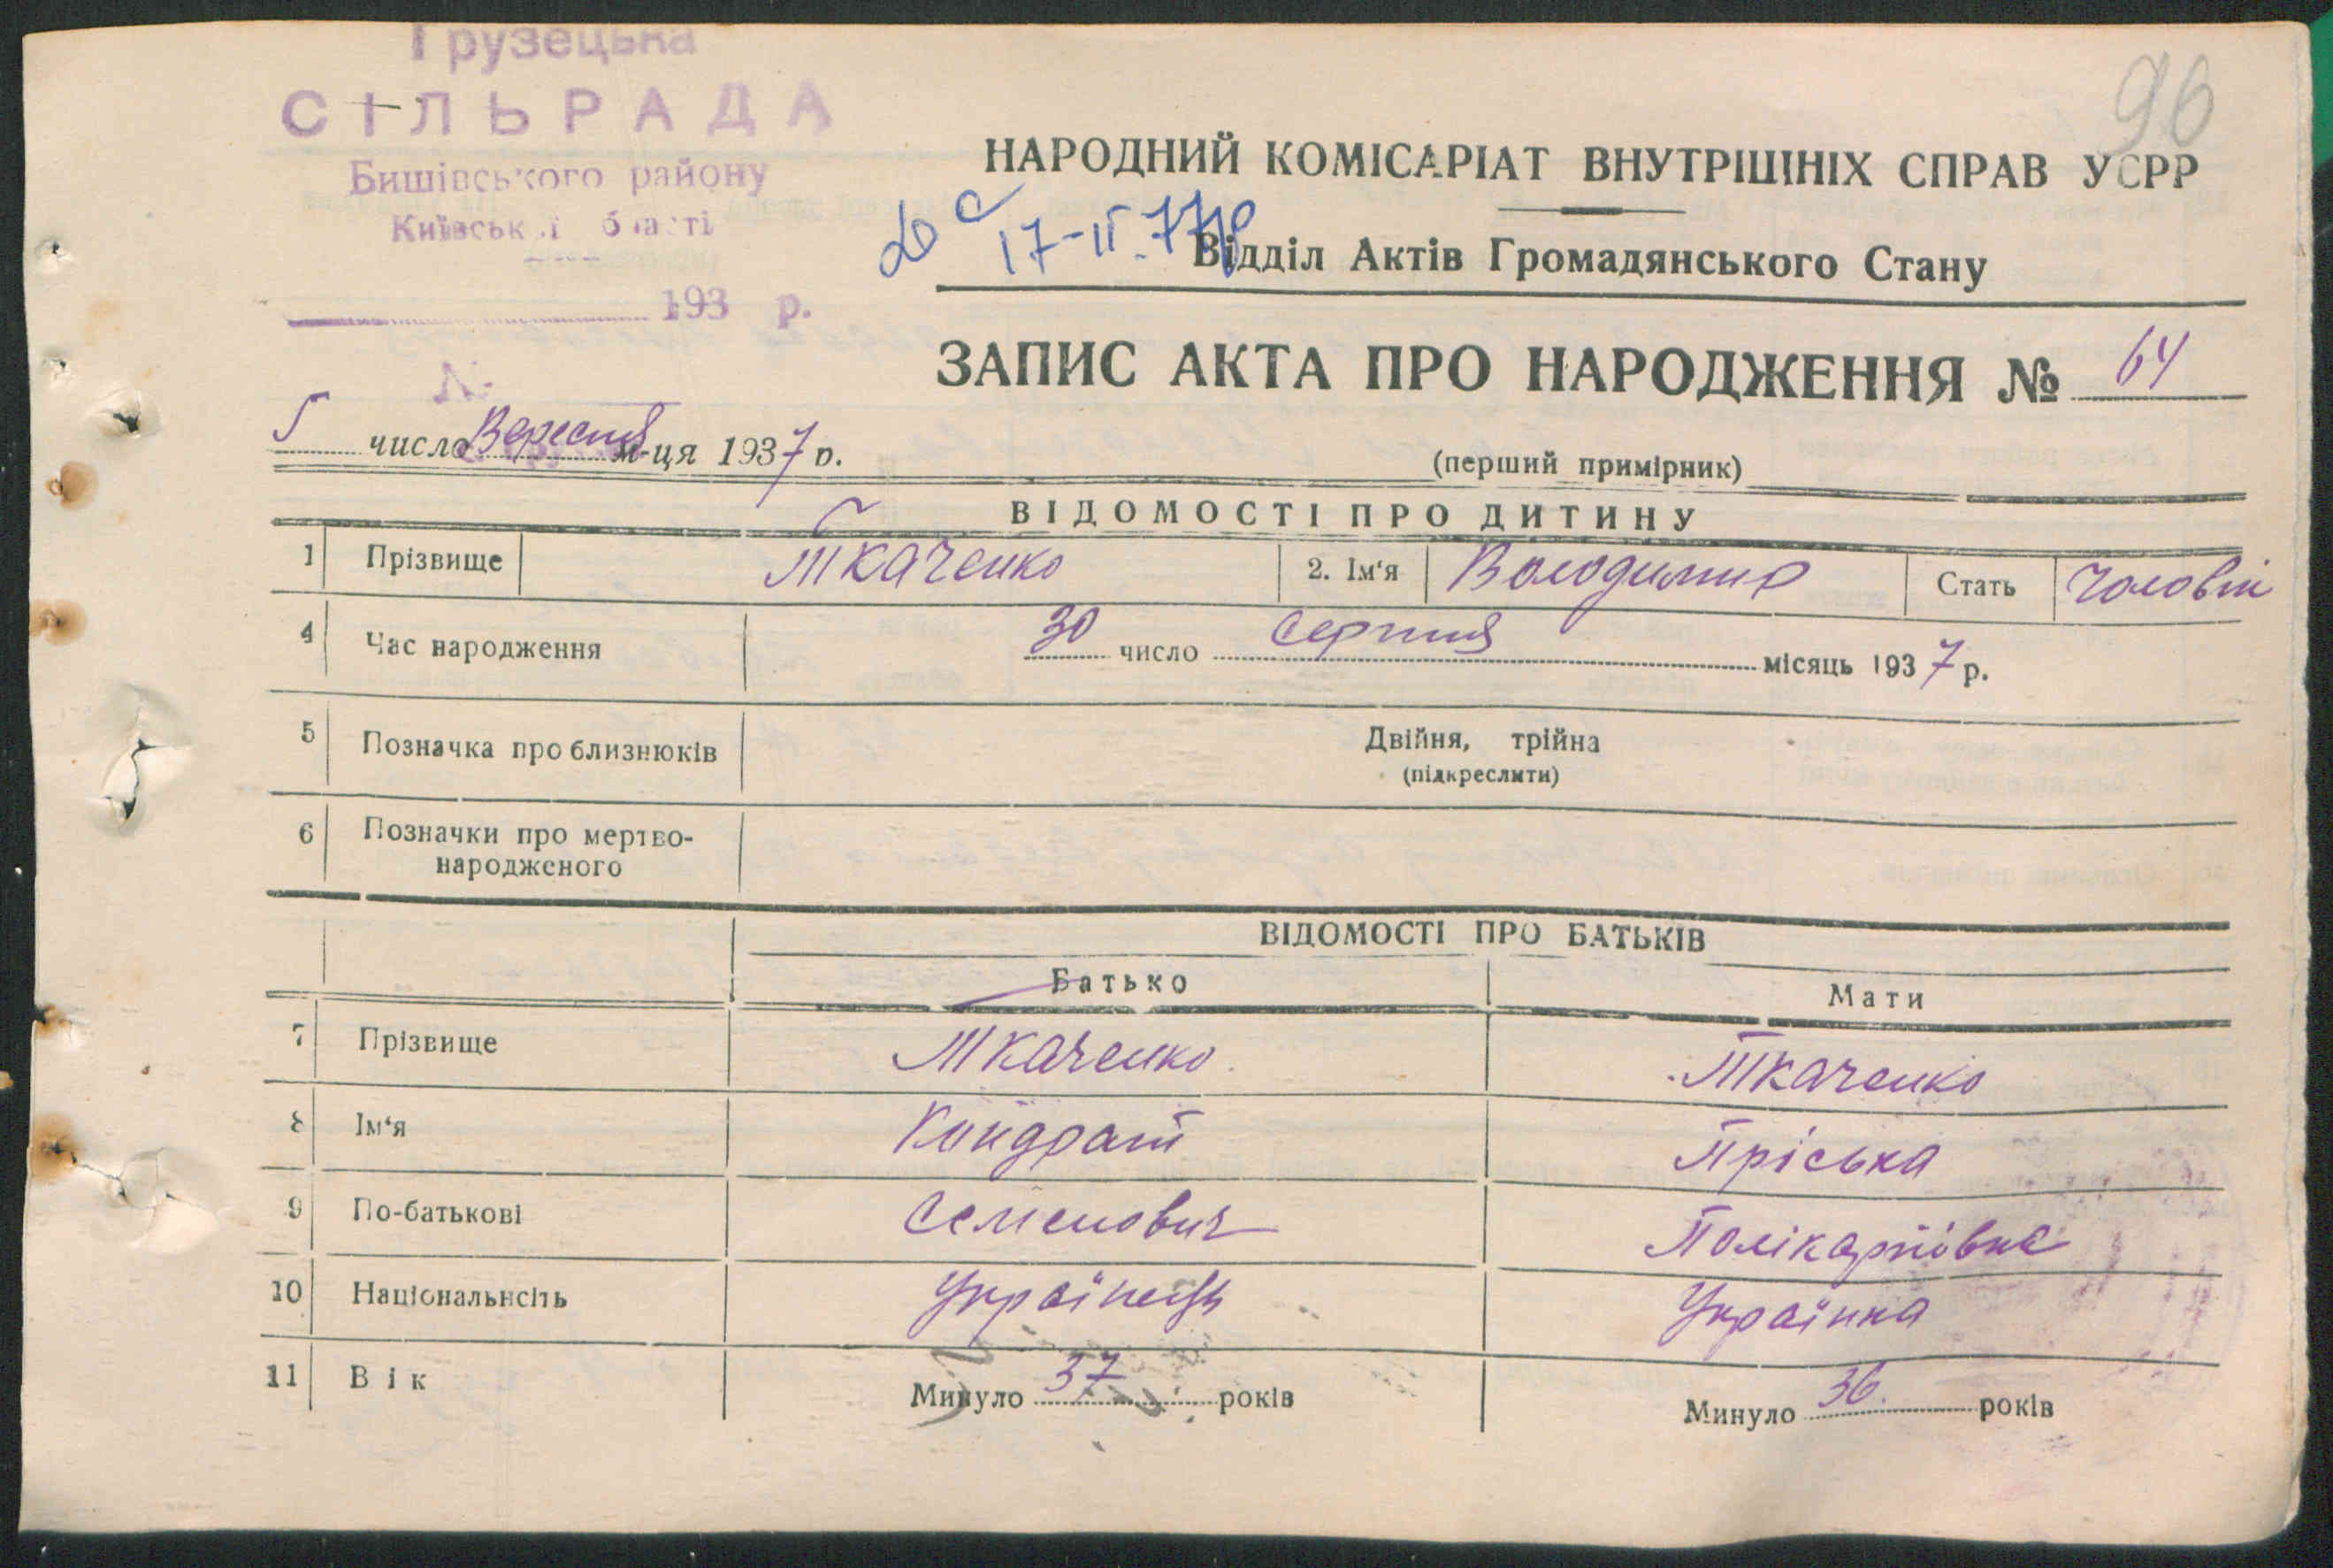 Грузецька
СІЛЬРАДА
Бишівського району
Київськ ї б асті
193 р.
№
96
НАРОДНИЙ КОМІСАРІАТ ВНУТРІШНІХ СПРАВ УСРР
17-II.77р
Відділ Актів Громадянського Стану
ЗАПИС АКТА ПРО НАРОДЖЕННЯ № 64
5 число Вересня м-ця 1937 р.
(перший примірник)
ВІДОМОСТІ ПРО ДИТИНУ
1 Прізвище Ткаченко 2. Ім‘я Володимир Стать Чоловіч
4 Час народження 30 число Серпня місяць 1937 р.
5 Позначка про близнюків Двійня, трійна
(підкреслити)
6 Позначки про мертво-
народженого
ВІДОМОСТІ ПРО БАТЬКІВ
Батько Мати
7 Прізвище Ткаченко Ткаченко
8 Ім‘я Кондрат Пріська
9 По-батькові Семенович Полікарпівна
10 Національність Українець Українка
11 Вік Минуло 37 років Минуло 36 років